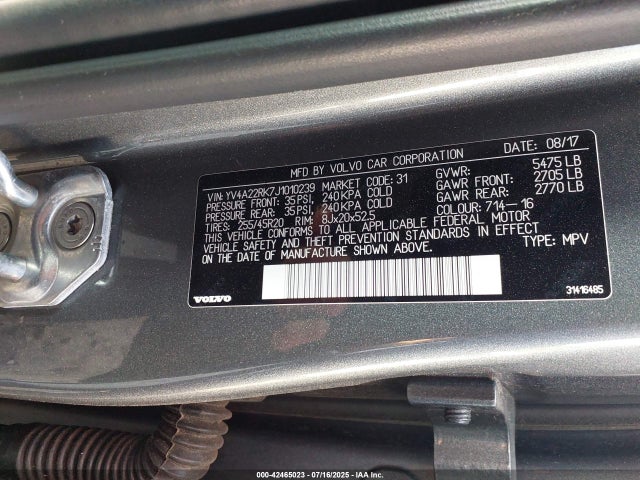 MFD BY VOLVO CAR CORPORATION DATE: 08/17
VIN: YV4A22RK7J1010239 MARKET CODE: 31 GVWR: 5475 LB
PRESSURE FRONT: 35PSI, 240KPA COLD GAWR FRONT: 2705 LB
PRESSURE REAR: 35PSI, 240KPA COLD GAWR REAR: 2770 LB
TIRES: 255/45R20 RIM: 8Jx20x52.5 COLOUR: 714-16
THIS VEHICLE CONFORMS TO ALL APPLICABLE FEDERAL MOTOR
VEHICLE SAFETY AND THEFT PREVENTION STANDARDS IN EFFECT
ON THE DATE OF MANUFACTURE SHOWN ABOVE. TYPE: MPV
VOLVO 31416485
000-42465023 - 07/16/2025 - IAAI, Inc.